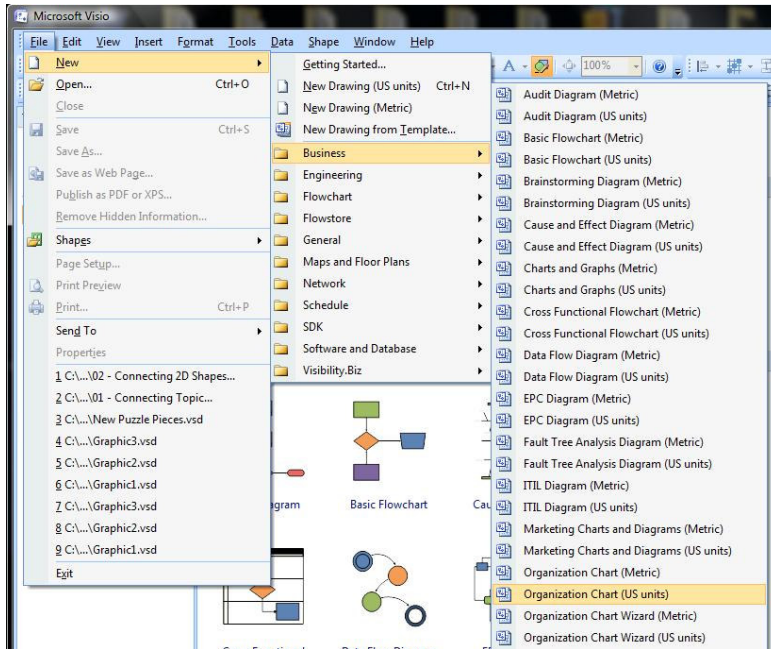 Microsoft Visio
File Edit View Insert Format Tools Data Shape Window Help
New
Open... Ctrl+O
Close
Save Ctrl+S
Save As...
Save as Web Page...
Publish as PDF or XPS...
Remove Hidden Information...
Shapes
Page Setup...
Print Preview
Print... Ctrl+P
Send To
Properties
1 C:\...\02 - Connecting 2D Shapes...
2 C:\...\01 - Connecting Topic...
3 C:\...\New Puzzle Pieces.vsd
4 C:\...\Graphic3.vsd
5 C:\...\Graphic2.vsd
6 C:\...\Graphic1.vsd
7 C:\...\Graphic3.vsd
8 C:\...\Graphic2.vsd
9 C:\...\Graphic1.vsd
Exit
Getting Started...
New Drawing (US units) Ctrl+N
New Drawing (Metric)
New Drawing from Template...
Business
Engineering
Flowchart
Flowstore
General
Maps and Floor Plans
Network
Schedule
SDK
Software and Database
Visibility.Biz
A 100%
Audit Diagram (Metric)
Audit Diagram (US units)
Basic Flowchart (Metric)
Basic Flowchart (US units)
Brainstorming Diagram (Metric)
Brainstorming Diagram (US units)
Cause and Effect Diagram (Metric)
Cause and Effect Diagram (US units)
Charts and Graphs (Metric)
Charts and Graphs (US units)
Cross Functional Flowchart (Metric)
Cross Functional Flowchart (US units)
Data Flow Diagram (Metric)
Data Flow Diagram (US units)
EPC Diagram (Metric)
EPC Diagram (US units)
Fault Tree Analysis Diagram (Metric)
Fault Tree Analysis Diagram (US units)
ITIL Diagram (Metric)
ITIL Diagram (US units)
Marketing Charts and Diagrams (Metric)
Marketing Charts and Diagrams (US units)
Organization Chart (Metric)
Organization Chart (US units)
Organization Chart Wizard (Metric)
Organization Chart Wizard (US units)
agram Basic Flowchart Cau